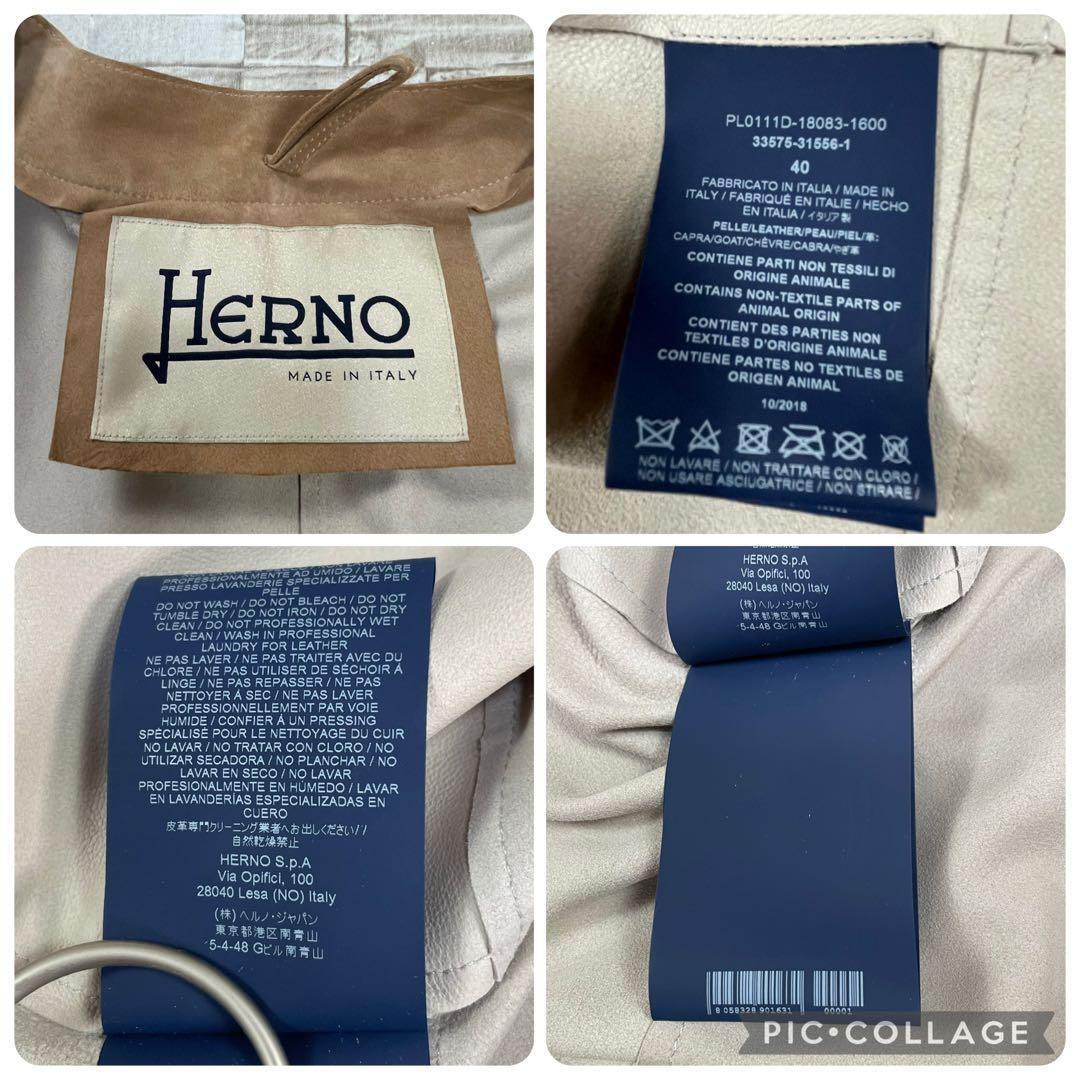 HERNO
MADE IN ITALY
PL0111D-18083-1600
33575-31556-1
40
FABBRICATO IN ITALIA / MADE IN
ITALY / FABRIQUÉ EN ITALIE / HECHO
EN ITALIA / イタリア製
PELLE/LEATHER/PEAU/PIEL/革:
CAPRA/GOAT/CHÈVRE/CABRA/やぎ革
CONTIENE PARTI NON TESSILI DI
ORIGINE ANIMALE
CONTAINS NON-TEXTILE PARTS OF
ANIMAL ORIGIN
CONTIENT DES PARTIES NON
TEXTILES D'ORIGINE ANIMALE
CONTIENE PARTES NO TEXTILES DE
ORIGEN ANIMAL
10/2018
NON LAVARE / NON TRATTARE CON CLORO /
NON USARE ASCIUGATRICE / NON STIRARE /
PROFESSIONALMENTE AD UMIDO / LAVARE
PRESSO LAVANDERIE SPECIALIZZATE PER
PELLE
DO NOT WASH / DO NOT BLEACH / DO NOT
TUMBLE DRY / DO NOT IRON / DO NOT DRY
CLEAN / DO NOT PROFESSIONALLY WET
CLEAN / WASH IN PROFESSIONAL
LAUNDRY FOR LEATHER
NE PAS LAVER / NE PAS TRAITER AVEC DU
CHLORE / NE PAS UTILISER DE SÉCHOIR À
LINGE / NE PAS REPASSER / NE PAS
NETTOYER À SEC / NE PAS LAVER
PROFESSIONNELLEMENT PAR VOIE
HUMIDE / CONFIER À UN PRESSING
SPÉCIALISÉ POUR LE NETTOYAGE DU CUIR
NO LAVAR / NO TRATAR CON CLORO / NO
UTILIZAR SECADORA / NO PLANCHAR / NO
LAVAR EN SECO / NO LAVAR
PROFESIONALMENTE EN HÚMEDO / LAVAR
EN LAVANDERÍAS ESPECIALIZADAS EN
CUERO
皮革専門クリーニング業者へお出しください/
自然乾燥禁止
HERNO S.p.A
Via Opifici, 100
28040 Lesa (NO) Italy
(株) ヘルノ・ジャパン
東京都港区南青山
5-4-48 Gビル南青山
HERNO S.p.A
Via Opifici, 100
28040 Lesa (NO) Italy
(株) ヘルノ・ジャパン
東京都港区南青山
5-4-48 Gビル南青山
8 058328 901631 00001
PIC•COLLAGE